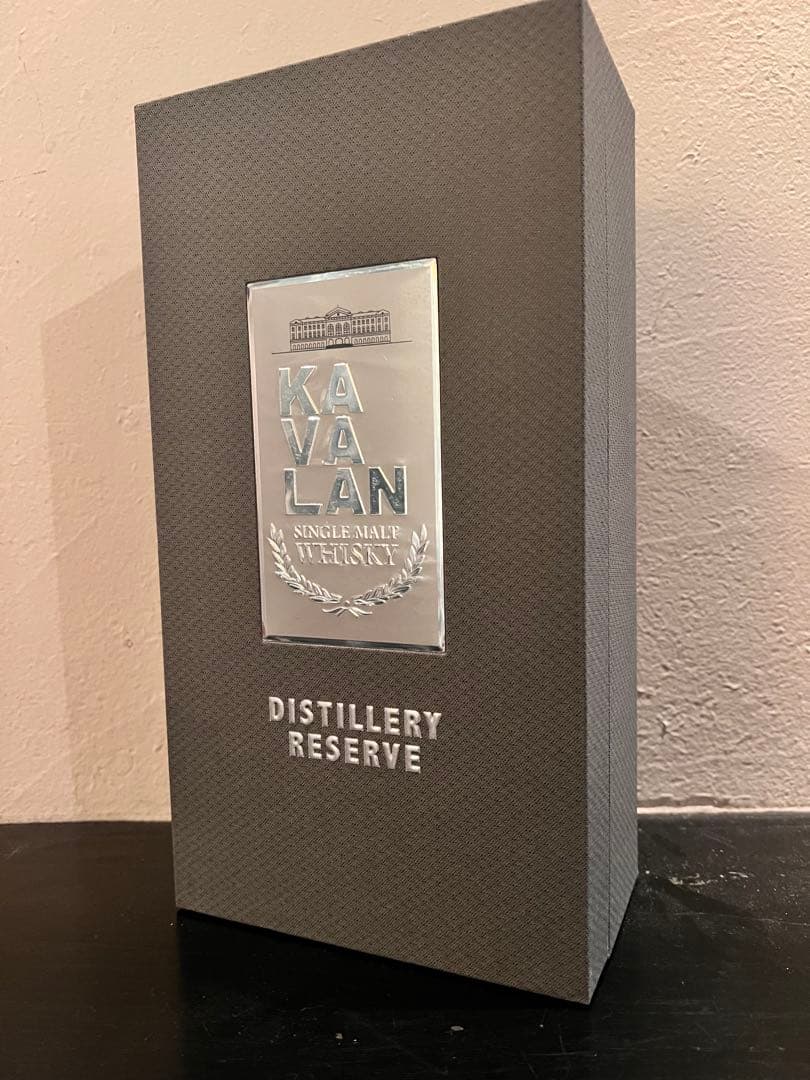 KA
VA
LAN
SINGLE MALT
WHISKY
DISTILLERY
RESERVE